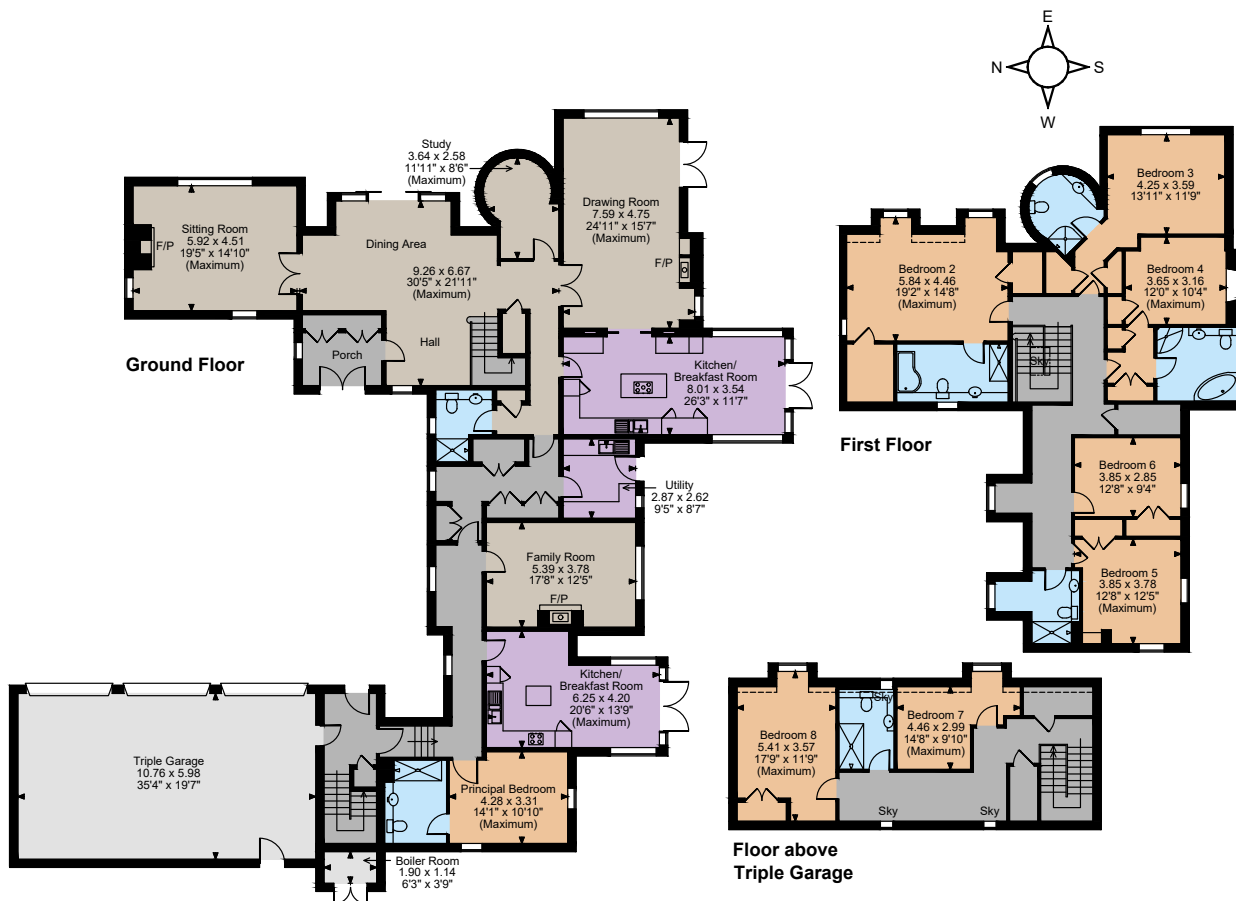 E
N
S
W
Study
3.64 x 2.58
11'11" x 8'6"
(Maximum)
Sitting Room
5.92 x 4.51
19'5" x 14'10"
(Maximum)
F/P
Dining Area
9.26 x 6.67
30'5" x 21'11"
(Maximum)
Drawing Room
7.59 x 4.75
24'11" x 15'7"
(Maximum)
F/P
Porch
Hall
Ground Floor
Kitchen/
Breakfast Room
8.01 x 3.54
26'3" x 11'7"
Utility
2.87 x 2.62
9'5" x 8'7"
Family Room
5.39 x 3.78
17'8" x 12'5"
F/P
Kitchen/
Breakfast Room
6.25 x 4.20
20'6" x 13'9"
(Maximum)
Triple Garage
10.76 x 5.98
35'4" x 19'7"
Principal Bedroom
4.28 x 3.31
14'1" x 10'10"
(Maximum)
Boiler Room
1.90 x 1.14
6'3" x 3'9"
Bedroom 3
4.25 x 3.59
13'11" x 11'9"
Bedroom 2
5.84 x 4.46
19'2" x 14'8"
(Maximum)
Bedroom 4
3.65 x 3.16
12'0" x 10'4"
(Maximum)
Sky
First Floor
Bedroom 6
3.85 x 2.85
12'8" x 9'4"
Bedroom 5
3.85 x 3.78
12'8" x 12'5"
(Maximum)
Sky
Bedroom 7
4.46 x 2.99
14'8" x 9'10"
(Maximum)
Bedroom 8
5.41 x 3.57
17'9" x 11'9"
(Maximum)
Sky
Sky
Floor above
Triple Garage